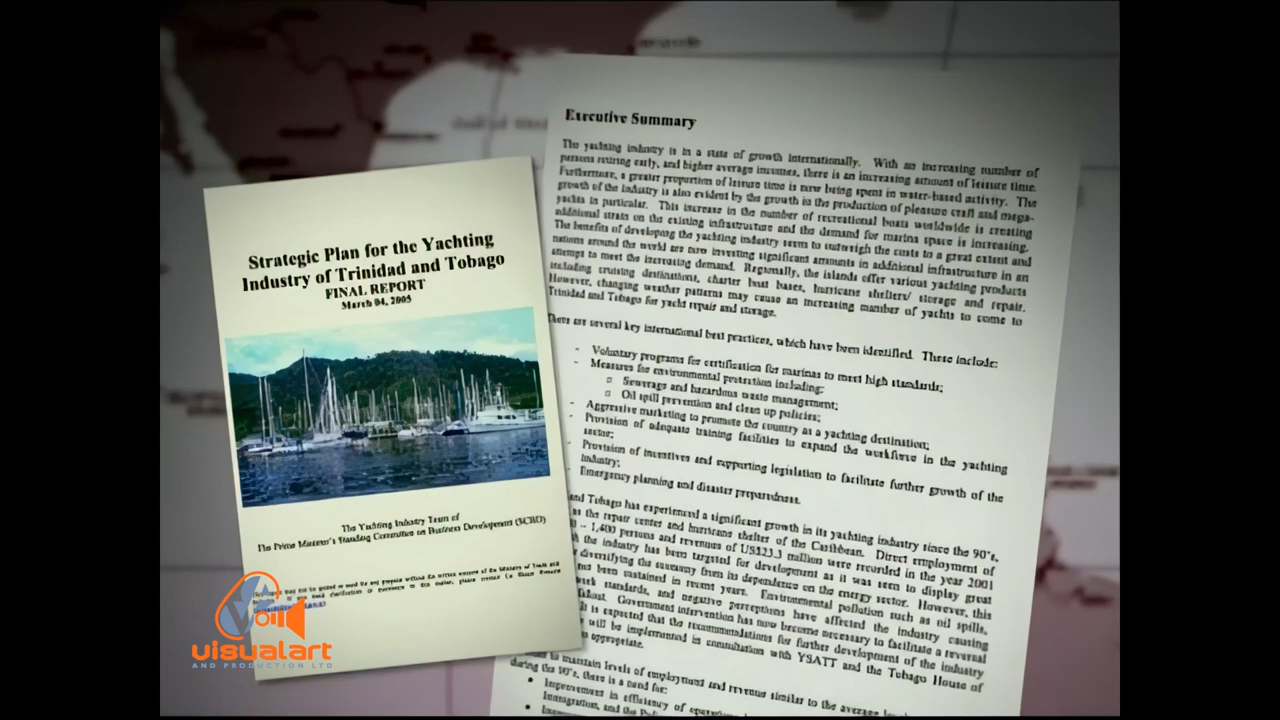 Strategic Plan for the Yachting
Industry of Trinidad and Tobago
FINAL REPORT
March 04, 2005
The Yachting Industry Team of
The Prime Minister's Standing Committee on Business Development (SCBD)
Executive Summary
The yachting industry is in a state of growth internationally. With an increasing number of
persons retiring early, and higher average incomes, there is an increasing amount of leisure time.
Furthermore, a greater proportion of leisure time is now being spent in water-based activity. The
growth of the industry is also evident by the growth in the production of pleasure craft and mega-
yachts in particular. This increase in the number of recreational boats worldwide is creating
additional strain on the existing infrastructure and the demand for marina space is increasing.
The benefits of developing the yachting industry seem to outweigh the costs to a great extent and
nations around the world are now investing significant amounts in additional infrastructure in an
attempt to meet the increasing demand. Regionally, the islands offer various yachting products
including cruising destinations, charter boat bases, hurricane shelters/ storage and repair.
However, changing weather patterns may cause an increasing number of yachts to come to
Trinidad and Tobago for yacht repair and storage.
There are several key international best practices, which have been identified. These include:
- Voluntary programs for certification for marinas to meet high standards;
- Measures for environmental protection including:
o Sewerage and hazardous waste management;
o Oil spill prevention and clean up policies;
- Aggressive marketing to promote the country as a yachting destination;
- Provision of adequate training facilities to expand the workforce in the yachting
sector;
- Provision of incentives and supporting legislation to facilitate further growth of the
industry;
- Emergency planning and disaster preparedness.
and Tobago has experienced a significant growth in its yachting industry since the 90's,
as the repair center and hurricane shelter of the Caribbean. Direct employment of
– 1,400 persons and revenues of US$23.3 million were recorded in the year 2001
the industry has been targeted for development as it was seen to display great
diversifying the economy from its dependence on the energy sector. However, this
been sustained in recent years. Environmental pollution such as oil spills,
standards, and negative perceptions have affected the industry causing
Government intervention has now become necessary to facilitate a reversal
It is expected that the recommendations for further development of the industry
will be implemented in consultation with YSATT and the Tobago House of
appropriate.
to maintain levels of employment and revenue similar to the average
during the 90's, there is a need for:
• Improvement in efficiency of
Immigration, and the
•
visualart
AND PRODUCTION LTD